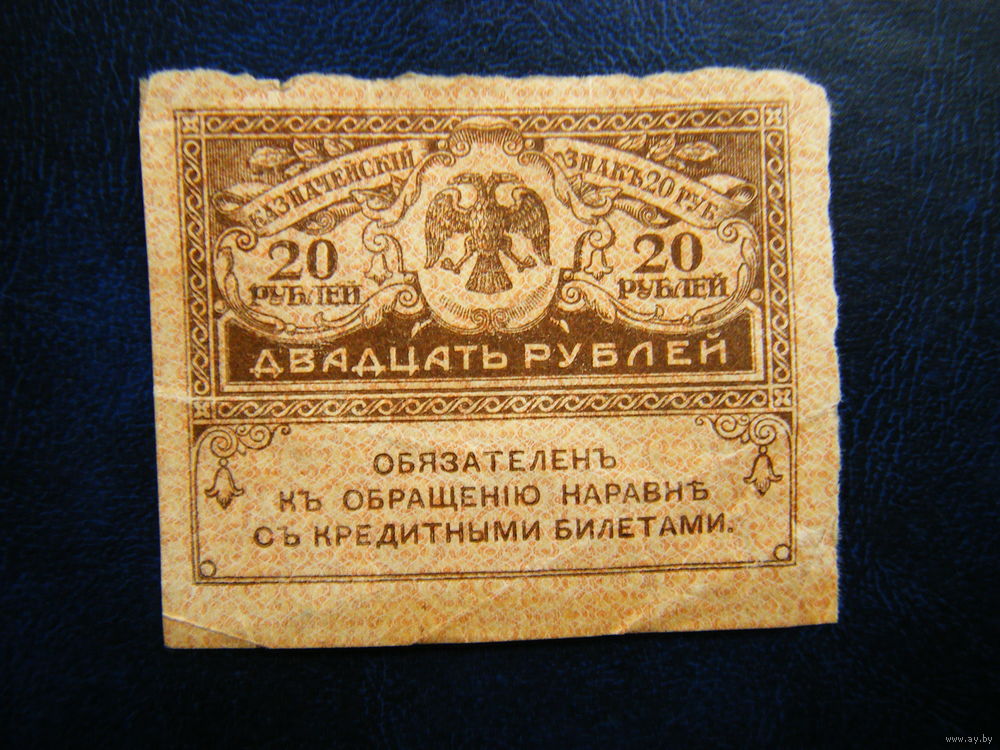 КАЗНАЧЕЙСКІЙ ЗНАКЪ 20 РУБ.
20 РУБЛЕЙ
20 РУБЛЕЙ
ДВАДЦАТЬ РУБЛЕЙ
ОБЯЗАТЕЛЕНЪ
КЪ ОБРАЩЕНІЮ НАРАВНѢ
СЪ КРЕДИТНЫМИ БИЛЕТАМИ.
www.ay.by